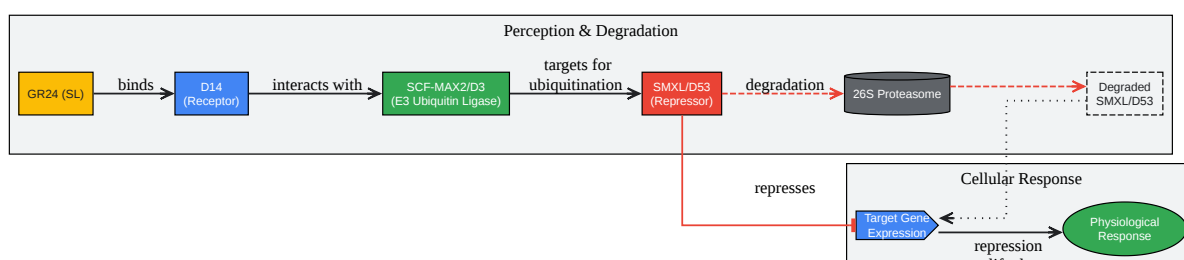 Perception & Degradation
GR24 (SL)
binds
D14
(Receptor)
interacts with
SCF-MAX2/D3
(E3 Ubiquitin Ligase)
targets for
ubiquitination
SMXL/D53
(Repressor)
degradation
26S Proteasome
Degraded
SMXL/D53
represses
Cellular Response
Target Gene
Expression
repression
Physiological
Response